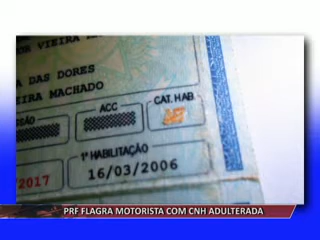 VIEIRA
A DAS DORES
EIRA MACHADO
ACC
CAT. HAB.
1ª HABILITAÇÃO
/2017
16/03/2006
PRF FLAGRA MOTORISTA COM CNH ADULTERADA